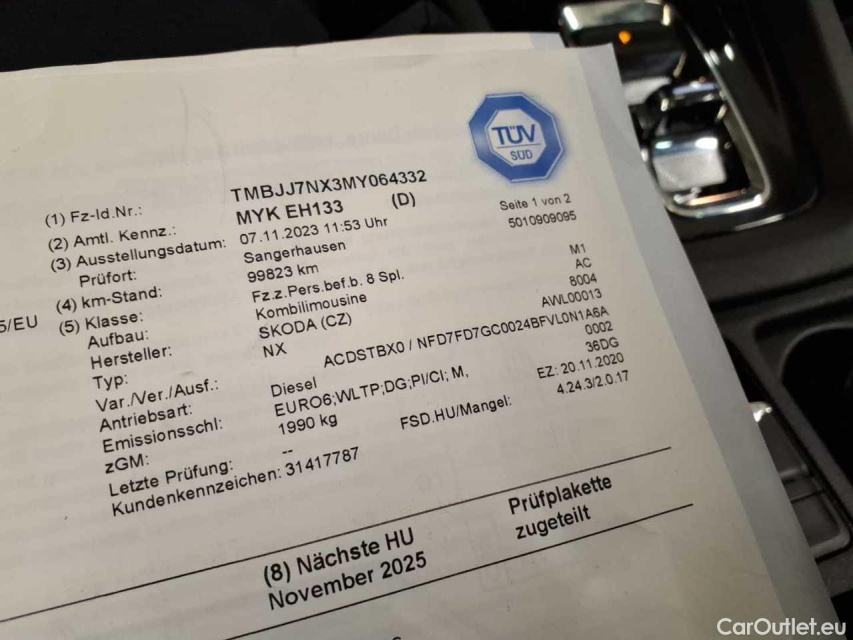 TÜV
SÜD
(1) Fz-Id.Nr.: TMBJJ7NX3MY064332
(2) Amtl. Kennz.: MYK EH133 (D) Seite 1 von 2
(3) Ausstellungsdatum: 07.11.2023 11:53 Uhr 5010909095
Prüfort: Sangerhausen
(4) km-Stand: 99823 km
5/EU (5) Klasse: Fz.z.Pers.bef.b. 8 Spl. M1
Aufbau: Kombilimousine AC
Hersteller: SKODA (CZ) 8004
Typ: NX AWL00013
Var./Ver./Ausf.: ACDSTBX0 / NFD7FD7GC0024BFVL0N1A6A
Antriebsart: Diesel 0002
Emissionsschl: EURO6;WLTP;DG;PI/CI; M, 36DG
zGM: 1990 kg EZ: 20.11.2020
Letzte Prüfung: -- FSD.HU/Mangel: 4.24.3/2.0.17
Kundenkennzeichen: 31417787
(8) Nächste HU
November 2025
Prüfplakette
zugeteilt
CarOutlet.eu